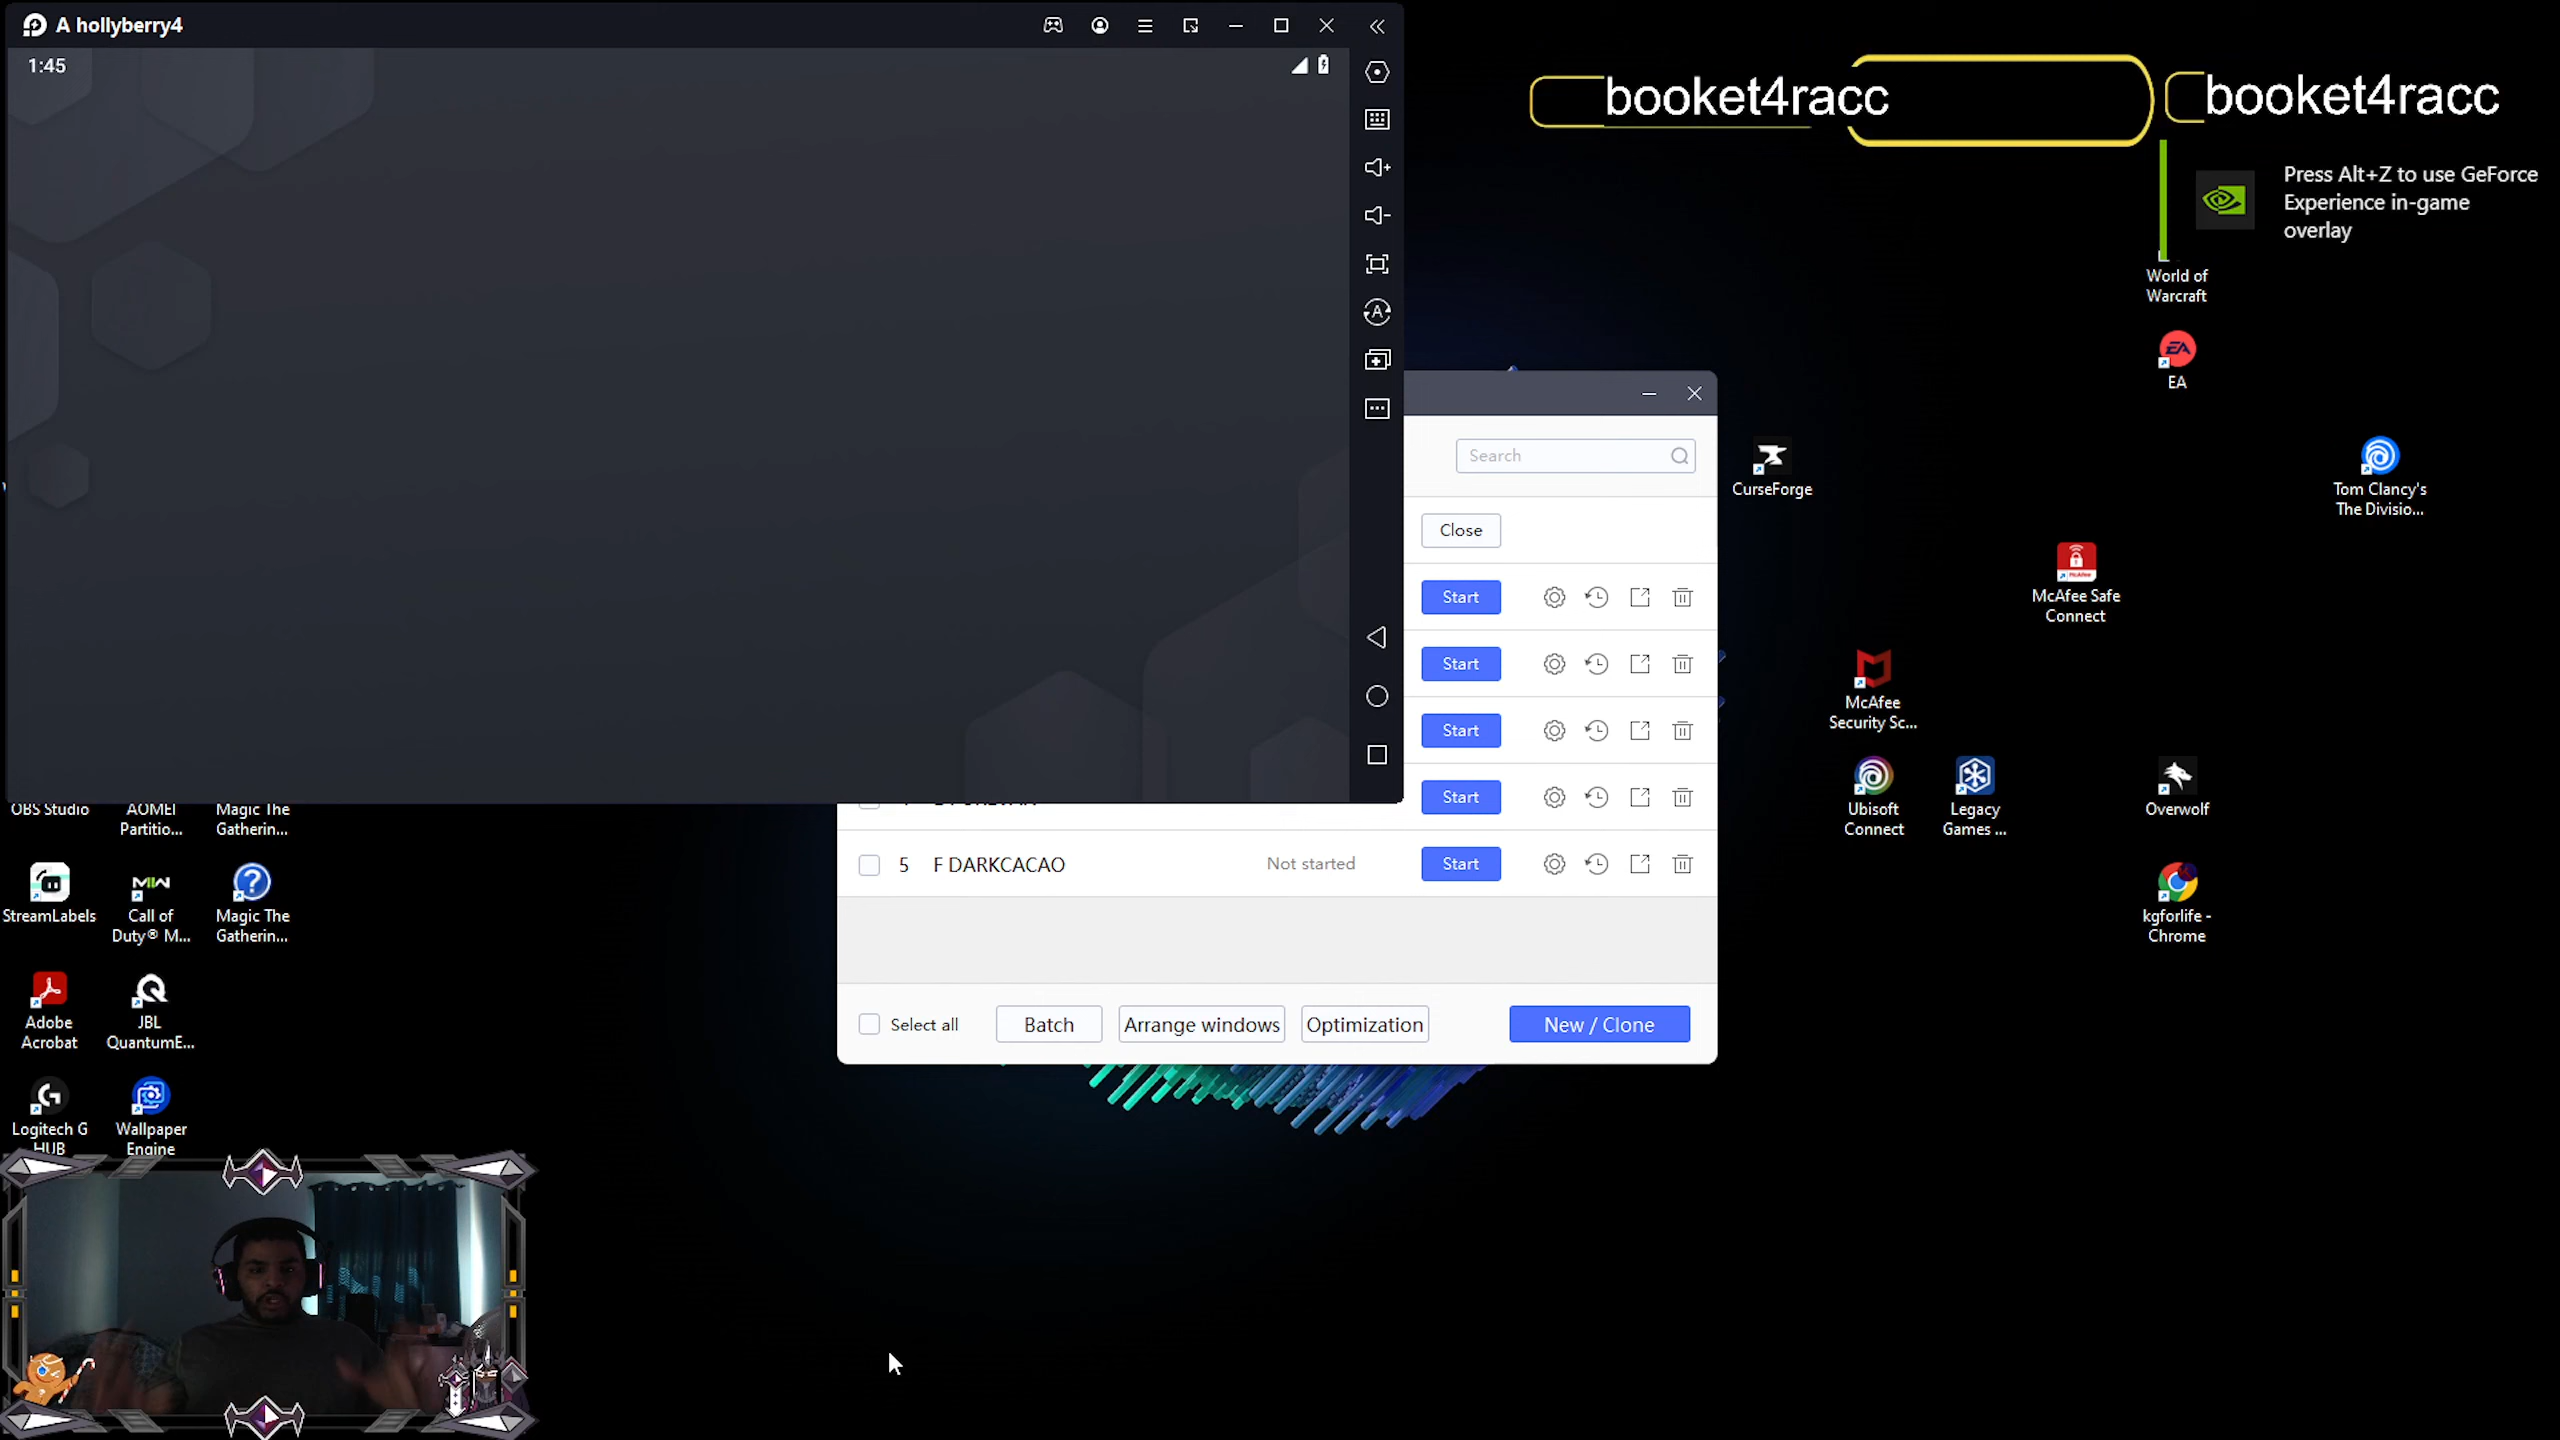 A hollyberry4
1:45
booket4racc
booket4racc
Press Alt+Z to use GeForce
Experience in-game
overlay
World of
Warcraft
EA
Search
CurseForge
Tom Clancy's
The Divisio...
Close
McAfee Safe
Connect
Start
Start
McAfee
Security Sc...
Start
Start
OBS Studio
AOMEI
Partitio...
Magic The
Gatherin...
Ubisoft
Connect
Legacy
Games ...
Overwolf
5 F DARKCACAO Not started Start
StreamLabels
Call of
Duty® M...
Magic The
Gatherin...
kgforlife -
Chrome
Select all Batch Arrange windows Optimization New / Clone
Adobe
Acrobat
JBL
QuantumE...
Logitech G
HUB
Wallpaper
Engine